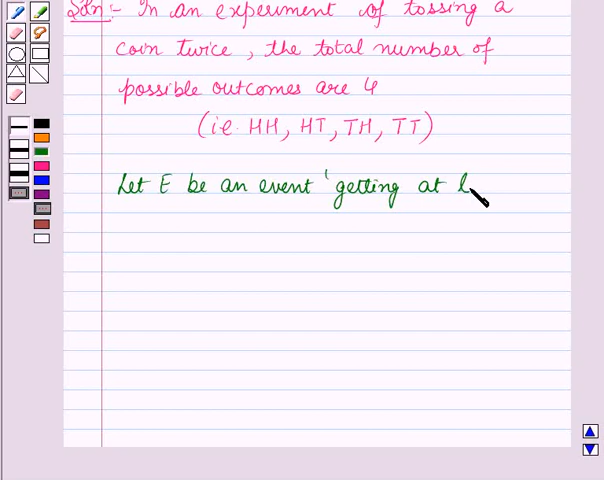 Soln:- In an experiment of tossing a
coin twice, the total number of
possible outcomes are 4
(i.e. HH, HT, TH, TT)
Let E be an event 'getting at l